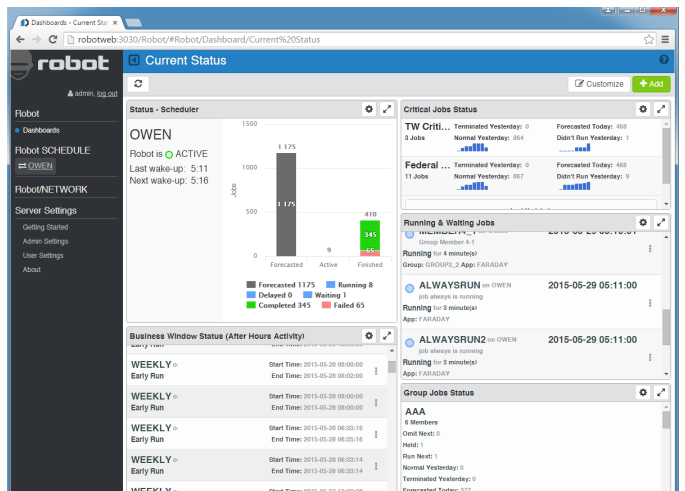 Dashboards - Current Stat
robotweb:3030/Robot/#Robot/Dashboard/Current%20Status
robot
admin, log out
Robot
Dashboards
Robot SCHEDULE
OWEN
Robot/NETWORK
Server Settings
Getting Started
Admin Settings
User Settings
About
Current Status
Customize
+ Add
Status - Scheduler
OWEN
Robot is ACTIVE
Last wake-up: 5:11
Next wake-up: 5:16
Jobs
1500
1000
500
0
1 175
1 175
9
410
345
65
Forecasted
Active
Finished
Forecasted 1175
Running 8
Delayed 0
Waiting 1
Completed 345
Failed 65
Business Window Status (After Hours Activity)
Early Run
WEEKLY
Start Time: 2015-05-28 08:00:00
Early Run
End Time: 2015-05-28 08:02:00
WEEKLY
Start Time: 2015-05-28 08:00:00
Early Run
End Time: 2015-05-28 08:00:00
WEEKLY
Start Time: 2015-05-28 06:33:16
Early Run
End Time: 2015-05-28 06:35:16
WEEKLY
Start Time: 2015-05-28 06:33:14
Early Run
End Time: 2015-05-28 06:33:14
WEEKLY
Critical Jobs Status
TW Criti... Terminated Yesterday: 0 Forecasted Today: 468
3 Jobs Normal Yesterday: 864 Didn't Run Yesterday: 1
Federal ... Terminated Yesterday: 0 Forecasted Today: 468
11 Jobs Normal Yesterday: 867 Didn't Run Yesterday: 9
Running & Waiting Jobs
Group Member 4-1
Running for 4 minute(s)
Group: GROUP3_2 App: FARADAY
ALWAYSRUN on OWEN 2015-05-29 05:11:00
job always is running
Running for 3 minute(s)
App: FARADAY
ALWAYSRUN2 on OWEN 2015-05-29 05:11:00
job always is running
Running for 3 minute(s)
App: FARADAY
Group Jobs Status
AAA
6 Members
Omit Next: 0
Held: 1
Run Next: 1
Normal Yesterday: 0
Terminated Yesterday: 0
Forecasted Today: 377